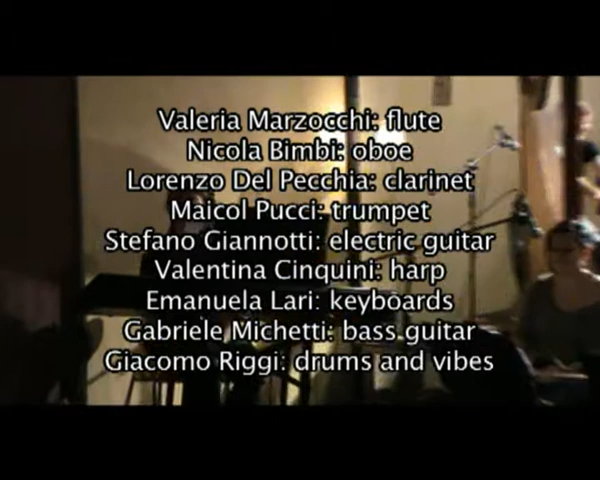 Valeria Marzocchi: flute
Nicola Bimbi: oboe
Lorenzo Del Pecchia: clarinet
Maicol Pucci: trumpet
Stefano Giannotti: electric guitar
Valentina Cinquini: harp
Emanuela Lari: keyboards
Gabriele Michetti: bass guitar
Giacomo Riggi: drums and vibes